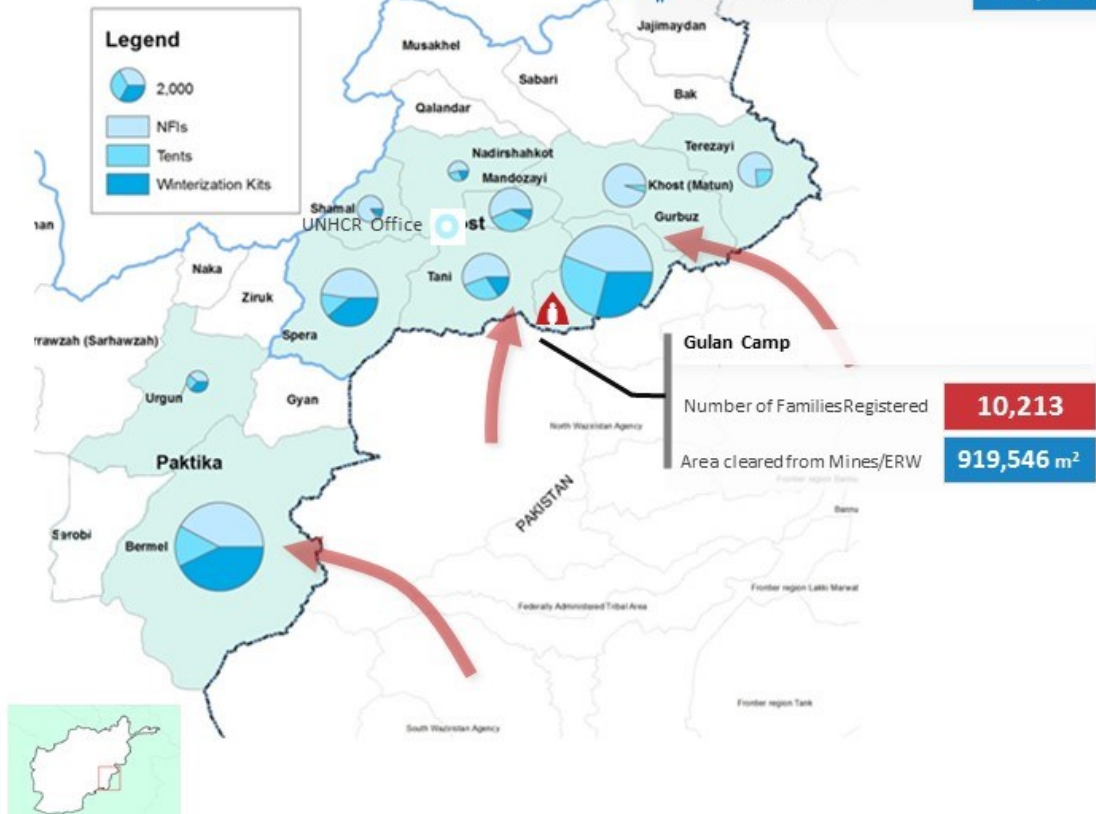 Legend
2,000
NFIs
Tents
Winterization Kits
Jajimaydan
Musakhel
Sabari
Bak
Qalandar
Nadirshahkot
Terezayi
Mandozayi
Khost (Matun)
Shamal
Gurbuz
UNHCR Office
ost
Naka
Tani
Ziruk
Spera
rrawzah (Sarhawzah)
Urgun
Gyan
Gulan Camp
Number of FamiliesRegistered 10,213
Area cleared from Mines/ERW 919,546 m²
North Waziristan Agency
Paktika
PAKISTAN
Bannu
Sarobi
Bermel
Frontier region Lakki Marwat
Federally Administered Tribal Area
Frontier region Tank
South Waziristan Agency